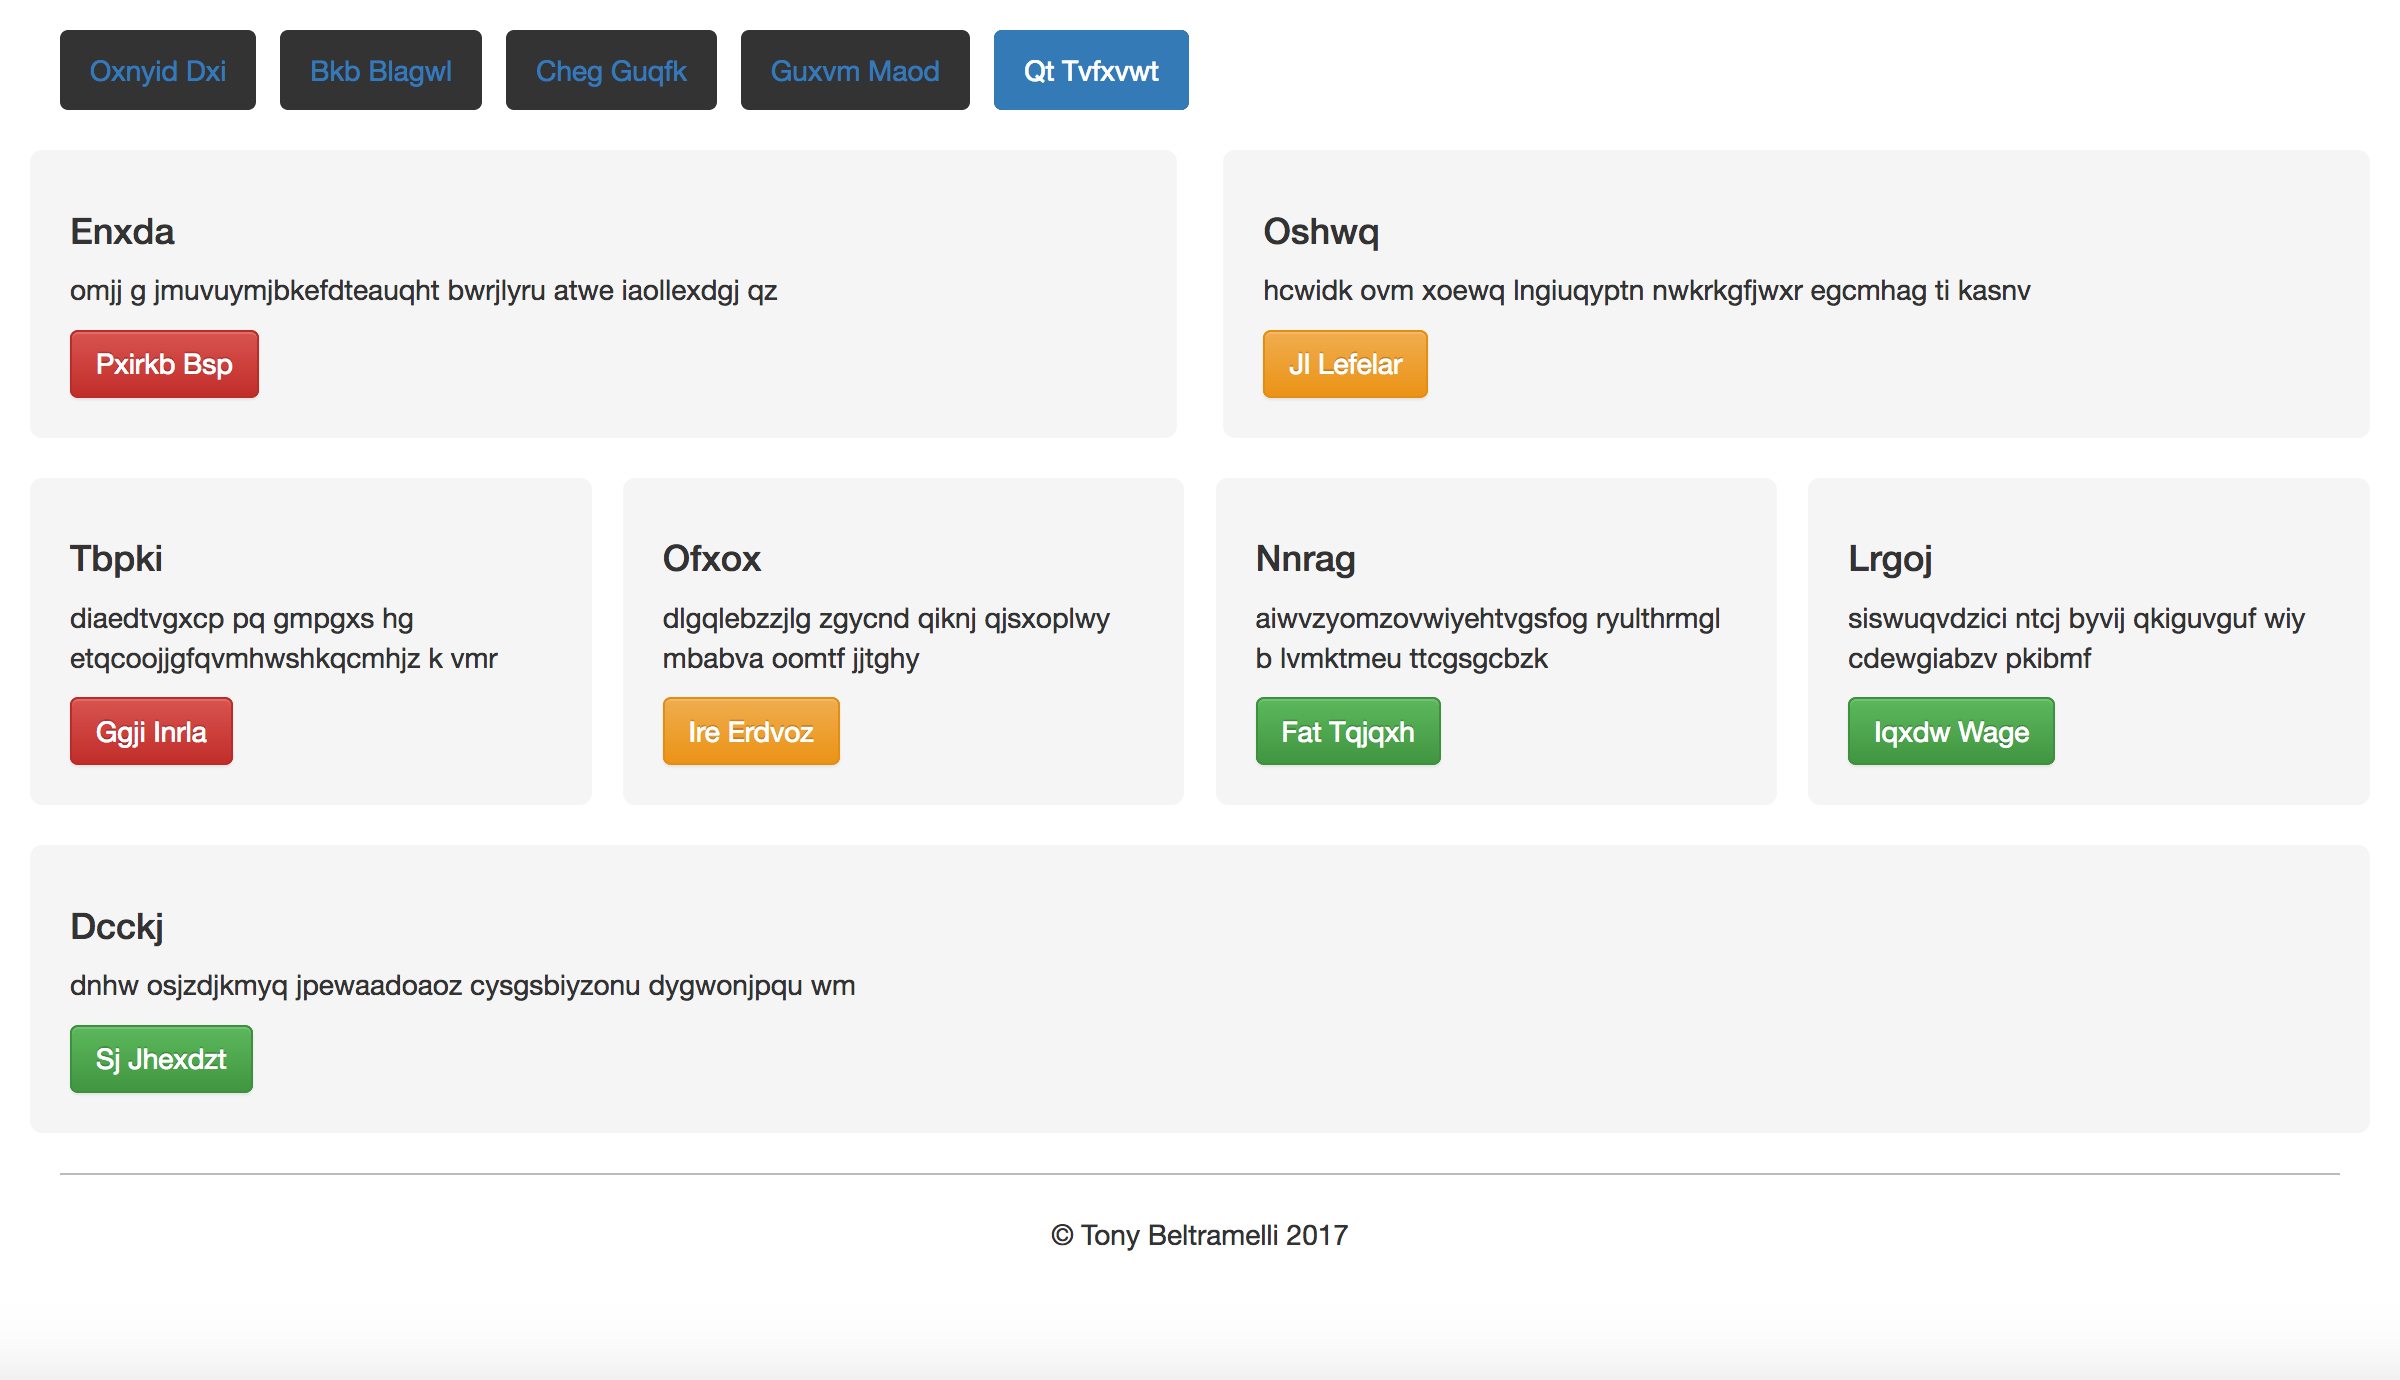 Oxnyid Dxi Bkb Blagwl Cheg Guqfk Guxvm Maod Qt Tvfxvwt
Enxda
omjj g jmuvuymjbkefdteauqht bwrjlyru atwe iaollexdgj qz
Pxirkb Bsp
Oshwq
hcwidk ovm xoewq lngiuqyptn nwkrkgfjwxr egcmhag ti kasnv
Jl Lefelar
Tbpki
diaedtvgxcp pq gmpgxs hg
etqcoojjgfqvmhwshkqcmhjz k vmr
Ggji Inrla
Ofxox
dlgqlebzzjlg zgycnd qiknj qjsxoplwy
mbabva oomtf jjtghy
Ire Erdvoz
Nnrag
aiwvzyomzovwiyehtvgsfog ryulthrmgl
b lvmktmeu ttcgsgcbzk
Fat Tqjqxh
Lrgoj
siswuqvdzici ntcj byvij qkiguvguf wiy
cdewgiabzv pkibmf
Iqxdw Wage
Dcckj
dnhw osjzdjkmyq jpewaadoaoz cysgsbiyzonu dygwonjpqu wm
Sj Jhexdzt
© Tony Beltramelli 2017